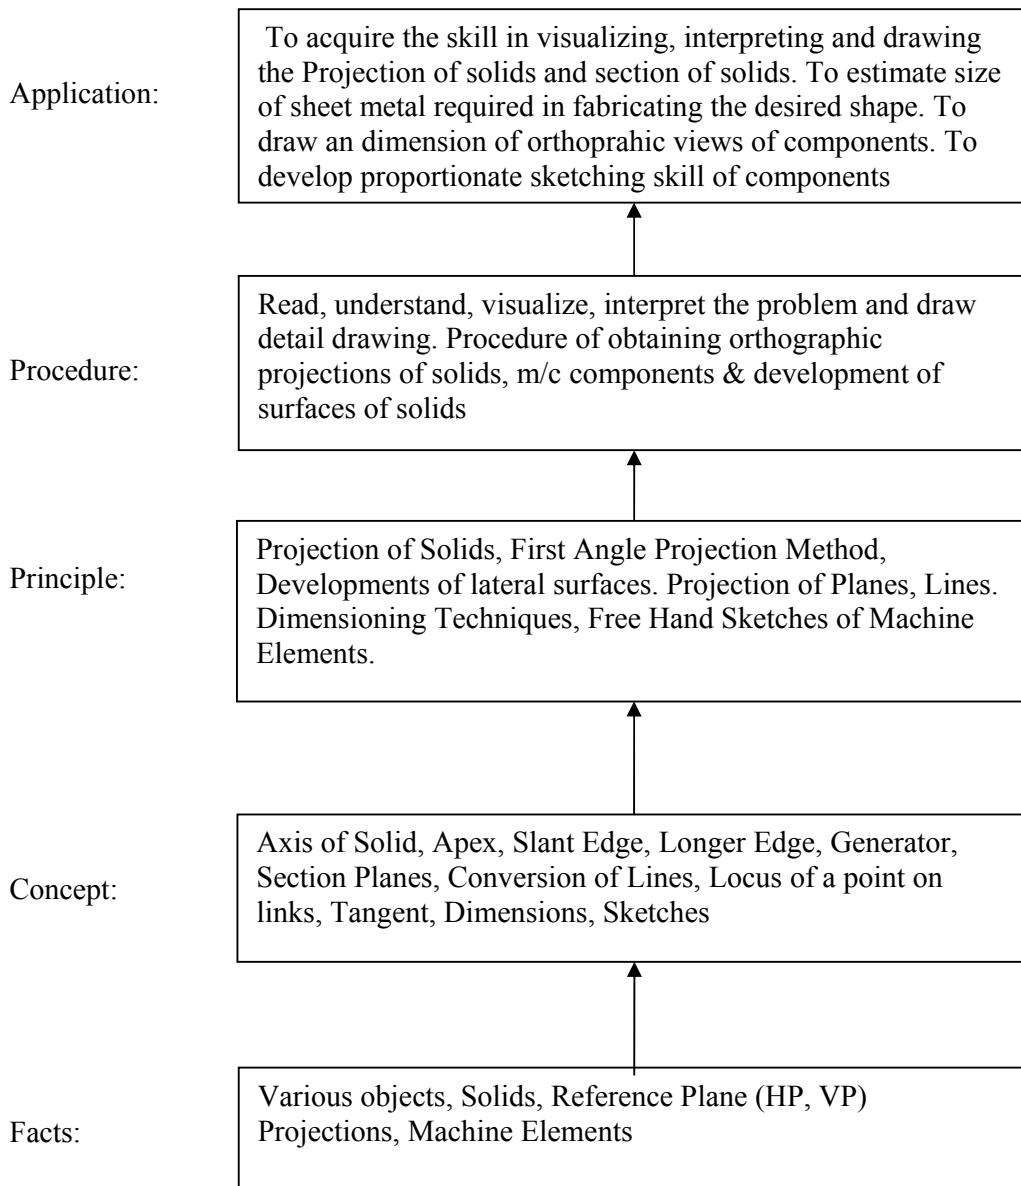 To acquire the skill in visualizing, interpreting and drawing
the Projection of solids and section of solids. To estimate size
Application:
of sheet metal required in fabricating the desired shape. To
draw an dimension of orthoprahic views of components. To
develop proportionate sketching skill of components
Read, understand, visualize, interpret the problem and draw
detail drawing. Procedure of obtaining orthographic
Procedure:
projections of solids, m/c components & development of
surfaces of solids
Projection of Solids, First Angle Projection Method,
Principle:
Developments of lateral surfaces. Projection of Planes, Lines.
Dimensioning Techniques, Free Hand Sketches of Machine
Elements.
Axis of Solid, Apex, Slant Edge, Longer Edge, Generator,
Section Planes, Conversion of Lines, Locus of a point on
Concept:
links, Tangent, Dimensions, Sketches
Various objects, Solids, Reference Plane (HP, VP)
Facts:
Projections, Machine Elements